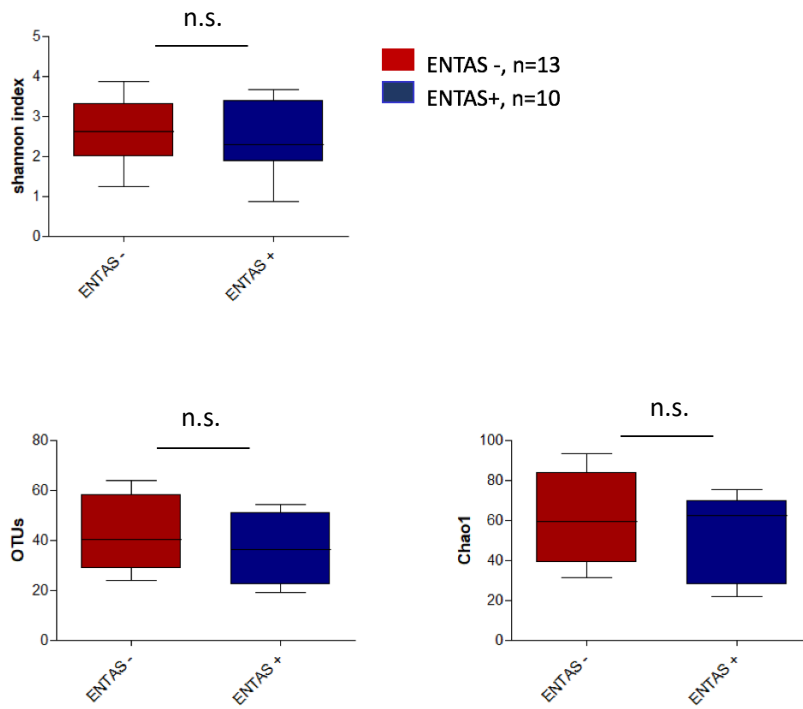 n.s.
5
4
3
2
1
0
shannon index
ENTAS -
ENTAS +
ENTAS -, n=13
ENTAS+, n=10
n.s.
80
60
40
20
0
OTUs
ENTAS -
ENTAS +
n.s.
100
80
60
40
20
0
Chao1
ENTAS -
ENTAS +